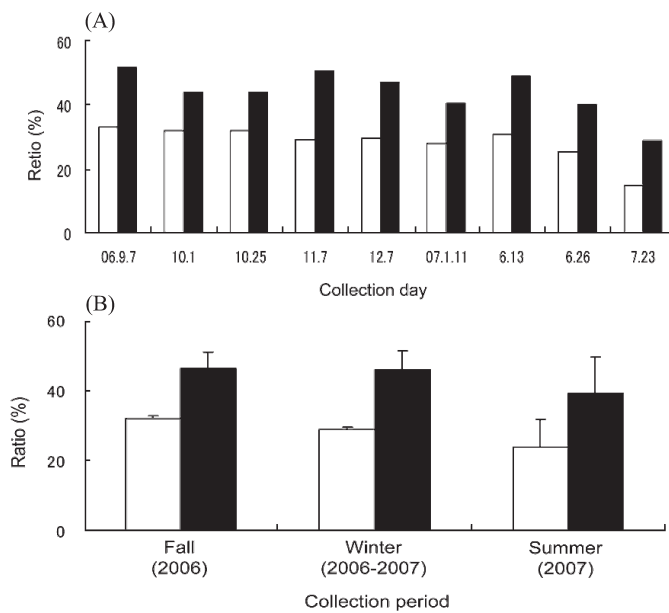 (A)
60
40
20
0
Retio (%)
06.9.7 10.1 10.25 11.7 12.7 07.1.11 6.13 6.26 7.23
Collection day
(B)
60
40
20
0
Ratio (%)
Fall Winter Summer
(2006) (2006-2007) (2007)
Collection period